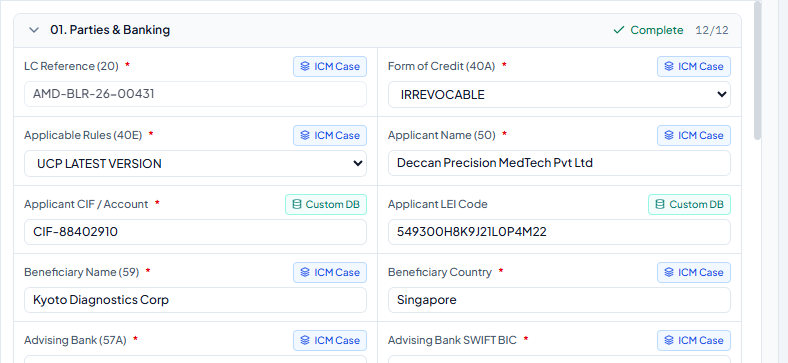 01. Parties & Banking
Complete 12/12
LC Reference (20) * ICM Case
AMD-BLR-26-00431
Form of Credit (40A) * ICM Case
IRREVOCABLE
Applicable Rules (40E) * ICM Case
UCP LATEST VERSION
Applicant Name (50) * ICM Case
Deccan Precision MedTech Pvt Ltd
Applicant CIF / Account * Custom DB
CIF-88402910
Applicant LEI Code Custom DB
549300H8K9J21L0P4M22
Beneficiary Name (59) * ICM Case
Kyoto Diagnostics Corp
Beneficiary Country * ICM Case
Singapore
Advising Bank (57A) * ICM Case
Advising Bank SWIFT BIC * ICM Case